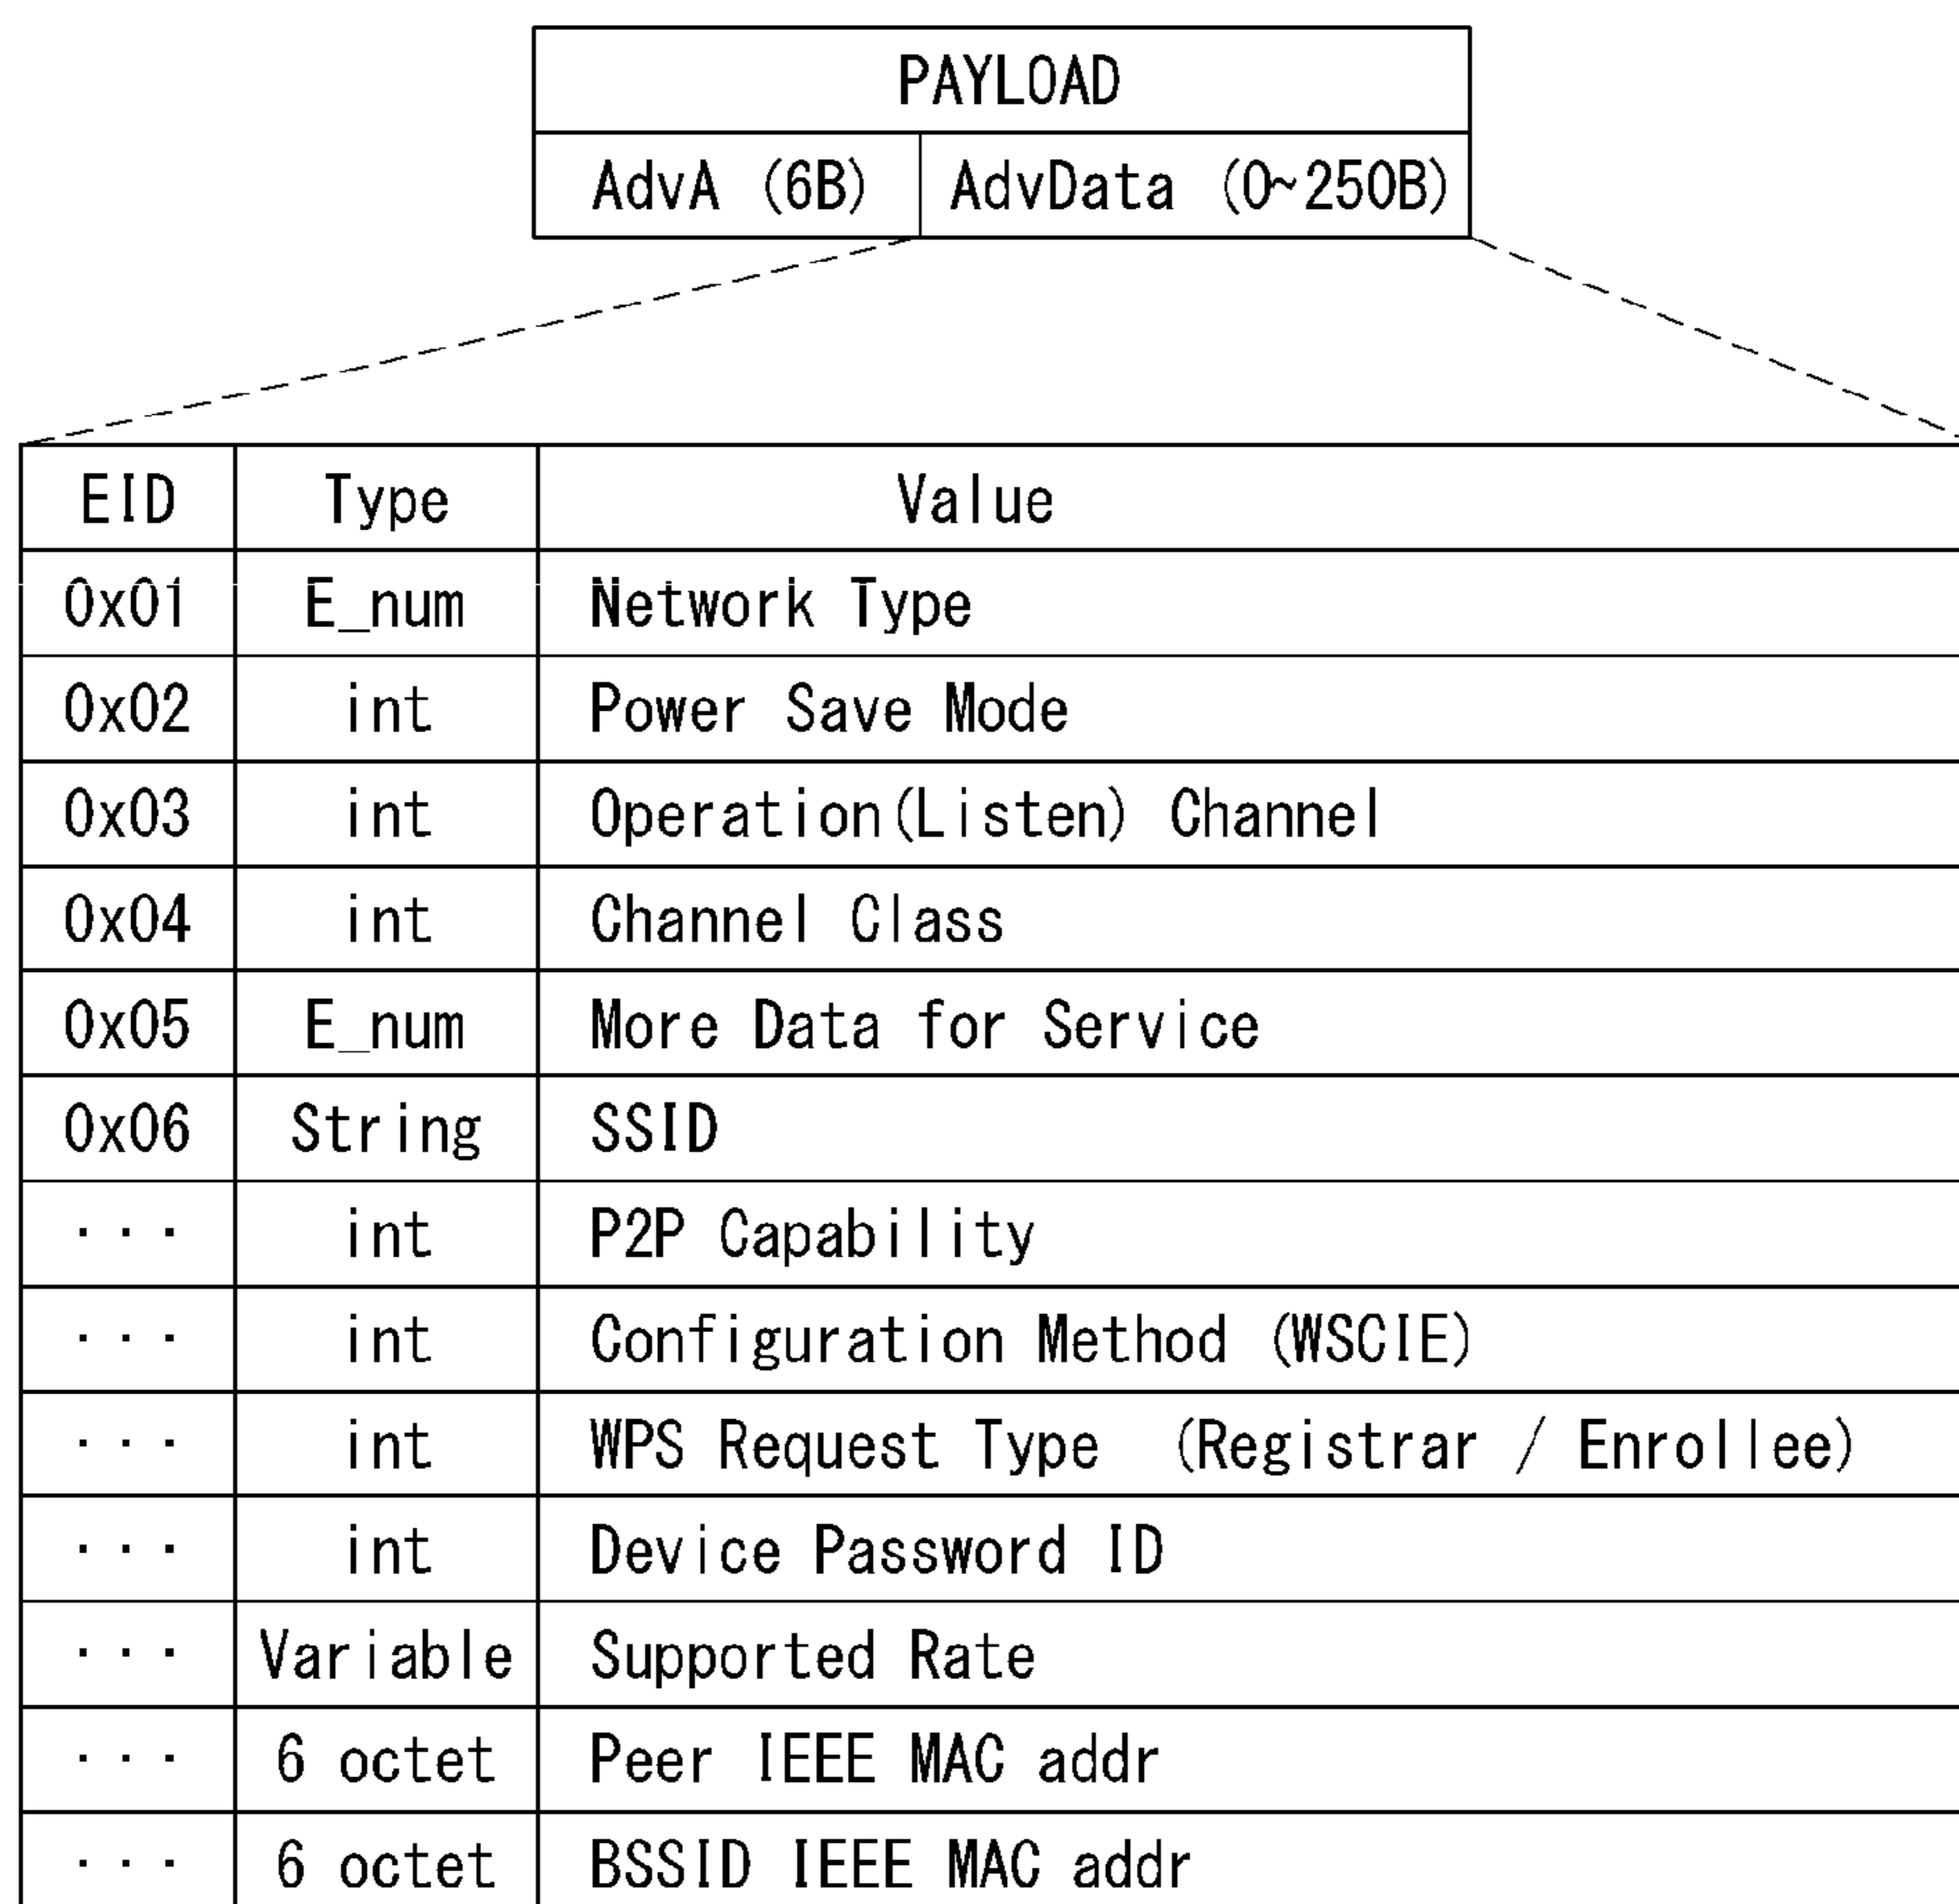 PAYLOAD
AdvA (6B) AdvData (0~250B)
EID Type Value
0x01 E_num Network Type
0x02 int Power Save Mode
0x03 int Operation(Listen) Channel
0x04 int Channel Class
0x05 E_num More Data for Service
0x06 String SSID
... int P2P Capability
... int Configuration Method (WSCIE)
... int WPS Request Type (Registrar / Enrollee)
... int Device Password ID
... Variable Supported Rate
... 6 octet Peer IEEE MAC addr
... 6 octet BSSID IEEE MAC addr